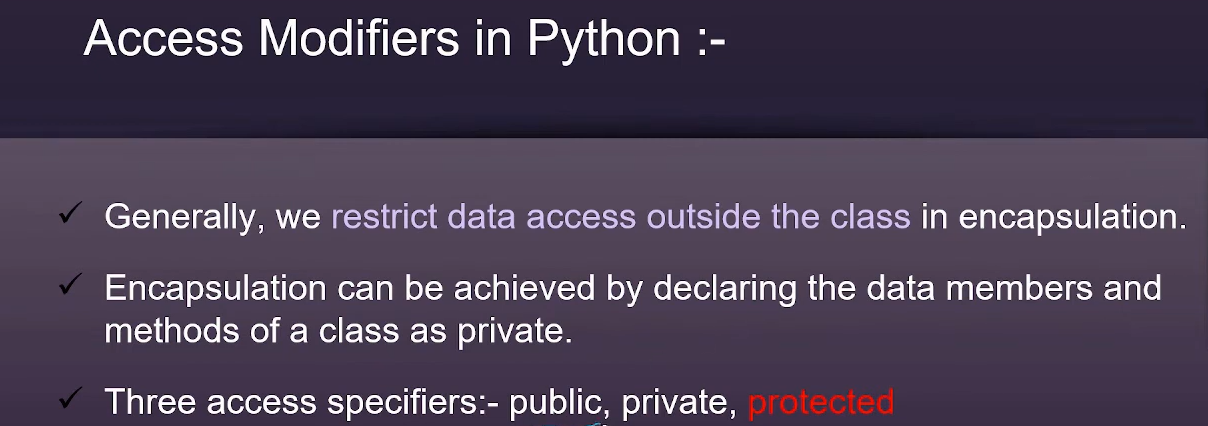 Access Modifiers in Python :-
Generally, we restrict data access outside the class in encapsulation.
Encapsulation can be achieved by declaring the data members and
methods of a class as private.
Three access specifiers:- public, private, protected